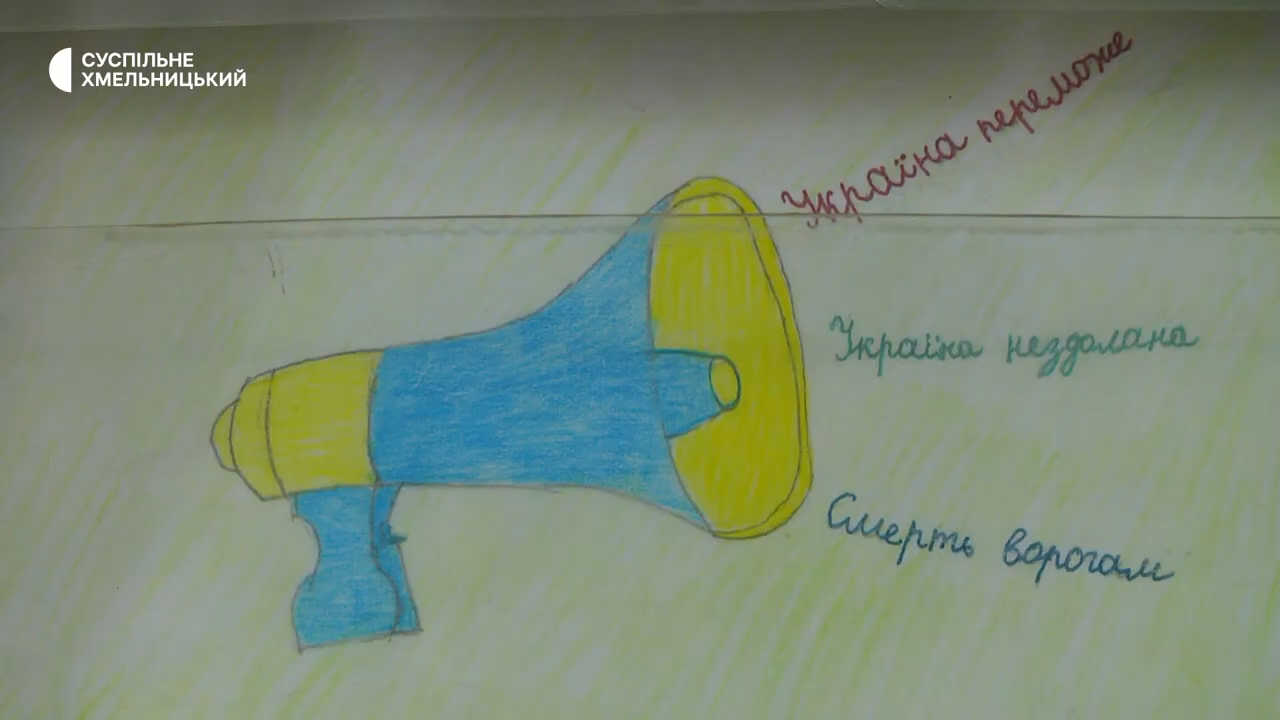 СУСПІЛЬНЕ
ХМЕЛЬНИЦЬКИЙ
Україна переможе
Україна нездолана
Смерть ворогам